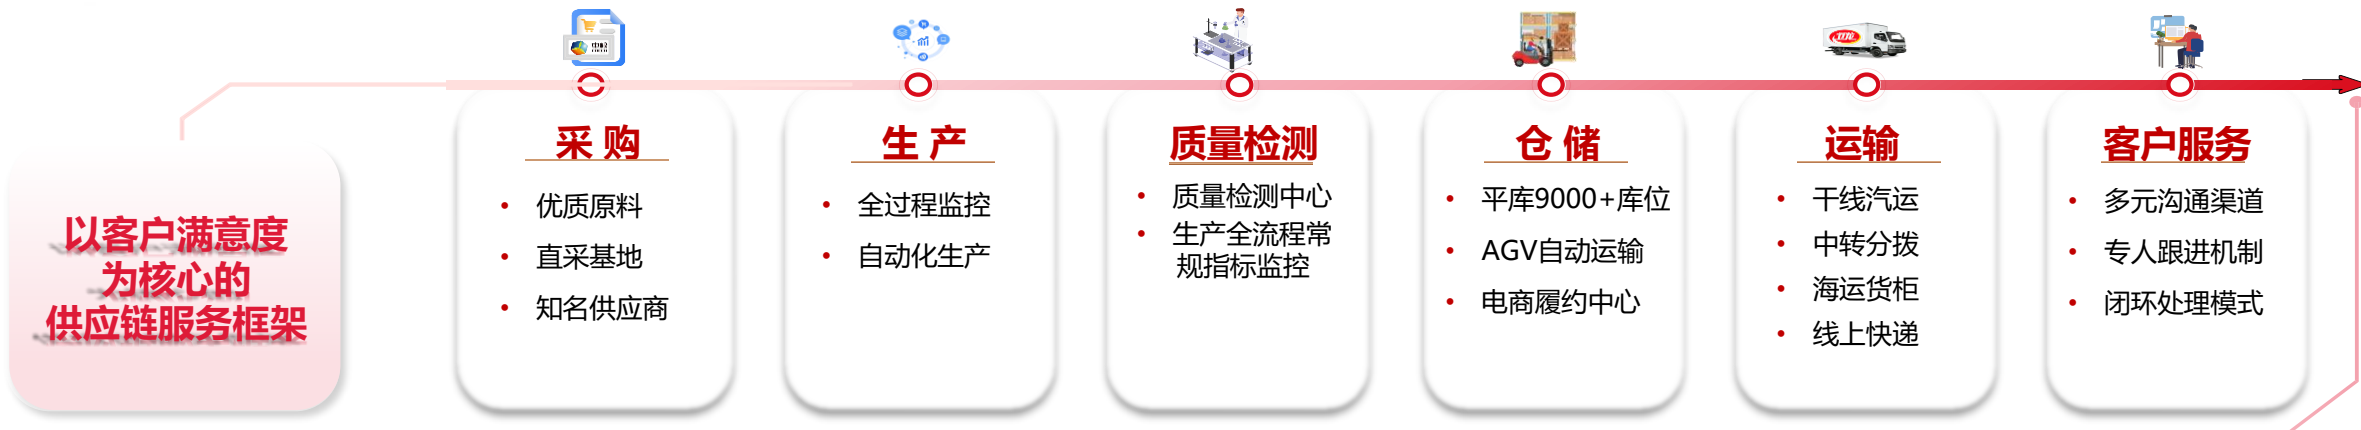 以客户满意度
为核心的
供应链服务框架
采 购
优质原料
直采基地
知名供应商
生 产
全过程监控
自动化生产
质量检测
质量检测中心
生产全流程常
规指标监控
仓 储
平库9000+库位
AGV自动运输
电商履约中心
运输
干线汽运
中转分拨
海运货柜
线上快递
客户服务
多元沟通渠道
专人跟进机制
闭环处理模式